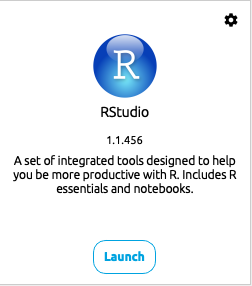 R
RStudio
1.1.456
A set of integrated tools designed to help
you be more productive with R. Includes R
essentials and notebooks.
Launch